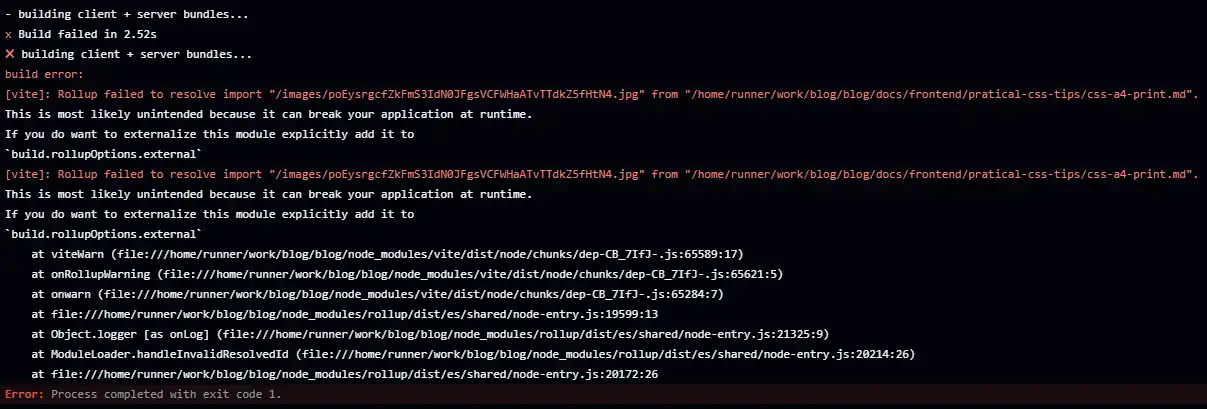 - building client + server bundles...
x Build failed in 2.52s
❌ building client + server bundles...
build error:
[vite]: Rollup failed to resolve import "/images/poEysrgcfZkFmS3IdN0JFgsVCFWHaATvTTdkZ5fHtN4.jpg" from "/home/runner/work/blog/blog/docs/frontend/pratical-css-tips/css-a4-print.md".
This is most likely unintended because it can break your application at runtime.
If you do want to externalize this module explicitly add it to
`build.rollupOptions.external`
[vite]: Rollup failed to resolve import "/images/poEysrgcfZkFmS3IdN0JFgsVCFWHaATvTTdkZ5fHtN4.jpg" from "/home/runner/work/blog/blog/docs/frontend/pratical-css-tips/css-a4-print.md".
This is most likely unintended because it can break your application at runtime.
If you do want to externalize this module explicitly add it to
`build.rollupOptions.external`
at viteWarn (file:///home/runner/work/blog/blog/node_modules/vite/dist/node/chunks/dep-CB_7IfJ-.js:65589:17)
at onRollupWarning (file:///home/runner/work/blog/blog/node_modules/vite/dist/node/chunks/dep-CB_7IfJ-.js:65621:5)
at onwarn (file:///home/runner/work/blog/blog/node_modules/vite/dist/node/chunks/dep-CB_7IfJ-.js:65284:7)
at file:///home/runner/work/blog/blog/node_modules/rollup/dist/es/shared/node-entry.js:19599:13
at Object.logger [as onLog] (file:///home/runner/work/blog/blog/node_modules/rollup/dist/es/shared/node-entry.js:21325:9)
at ModuleLoader.handleInvalidResolvedId (file:///home/runner/work/blog/blog/node_modules/rollup/dist/es/shared/node-entry.js:20214:26)
at file:///home/runner/work/blog/blog/node_modules/rollup/dist/es/shared/node-entry.js:20172:26
Error: Process completed with exit code 1.